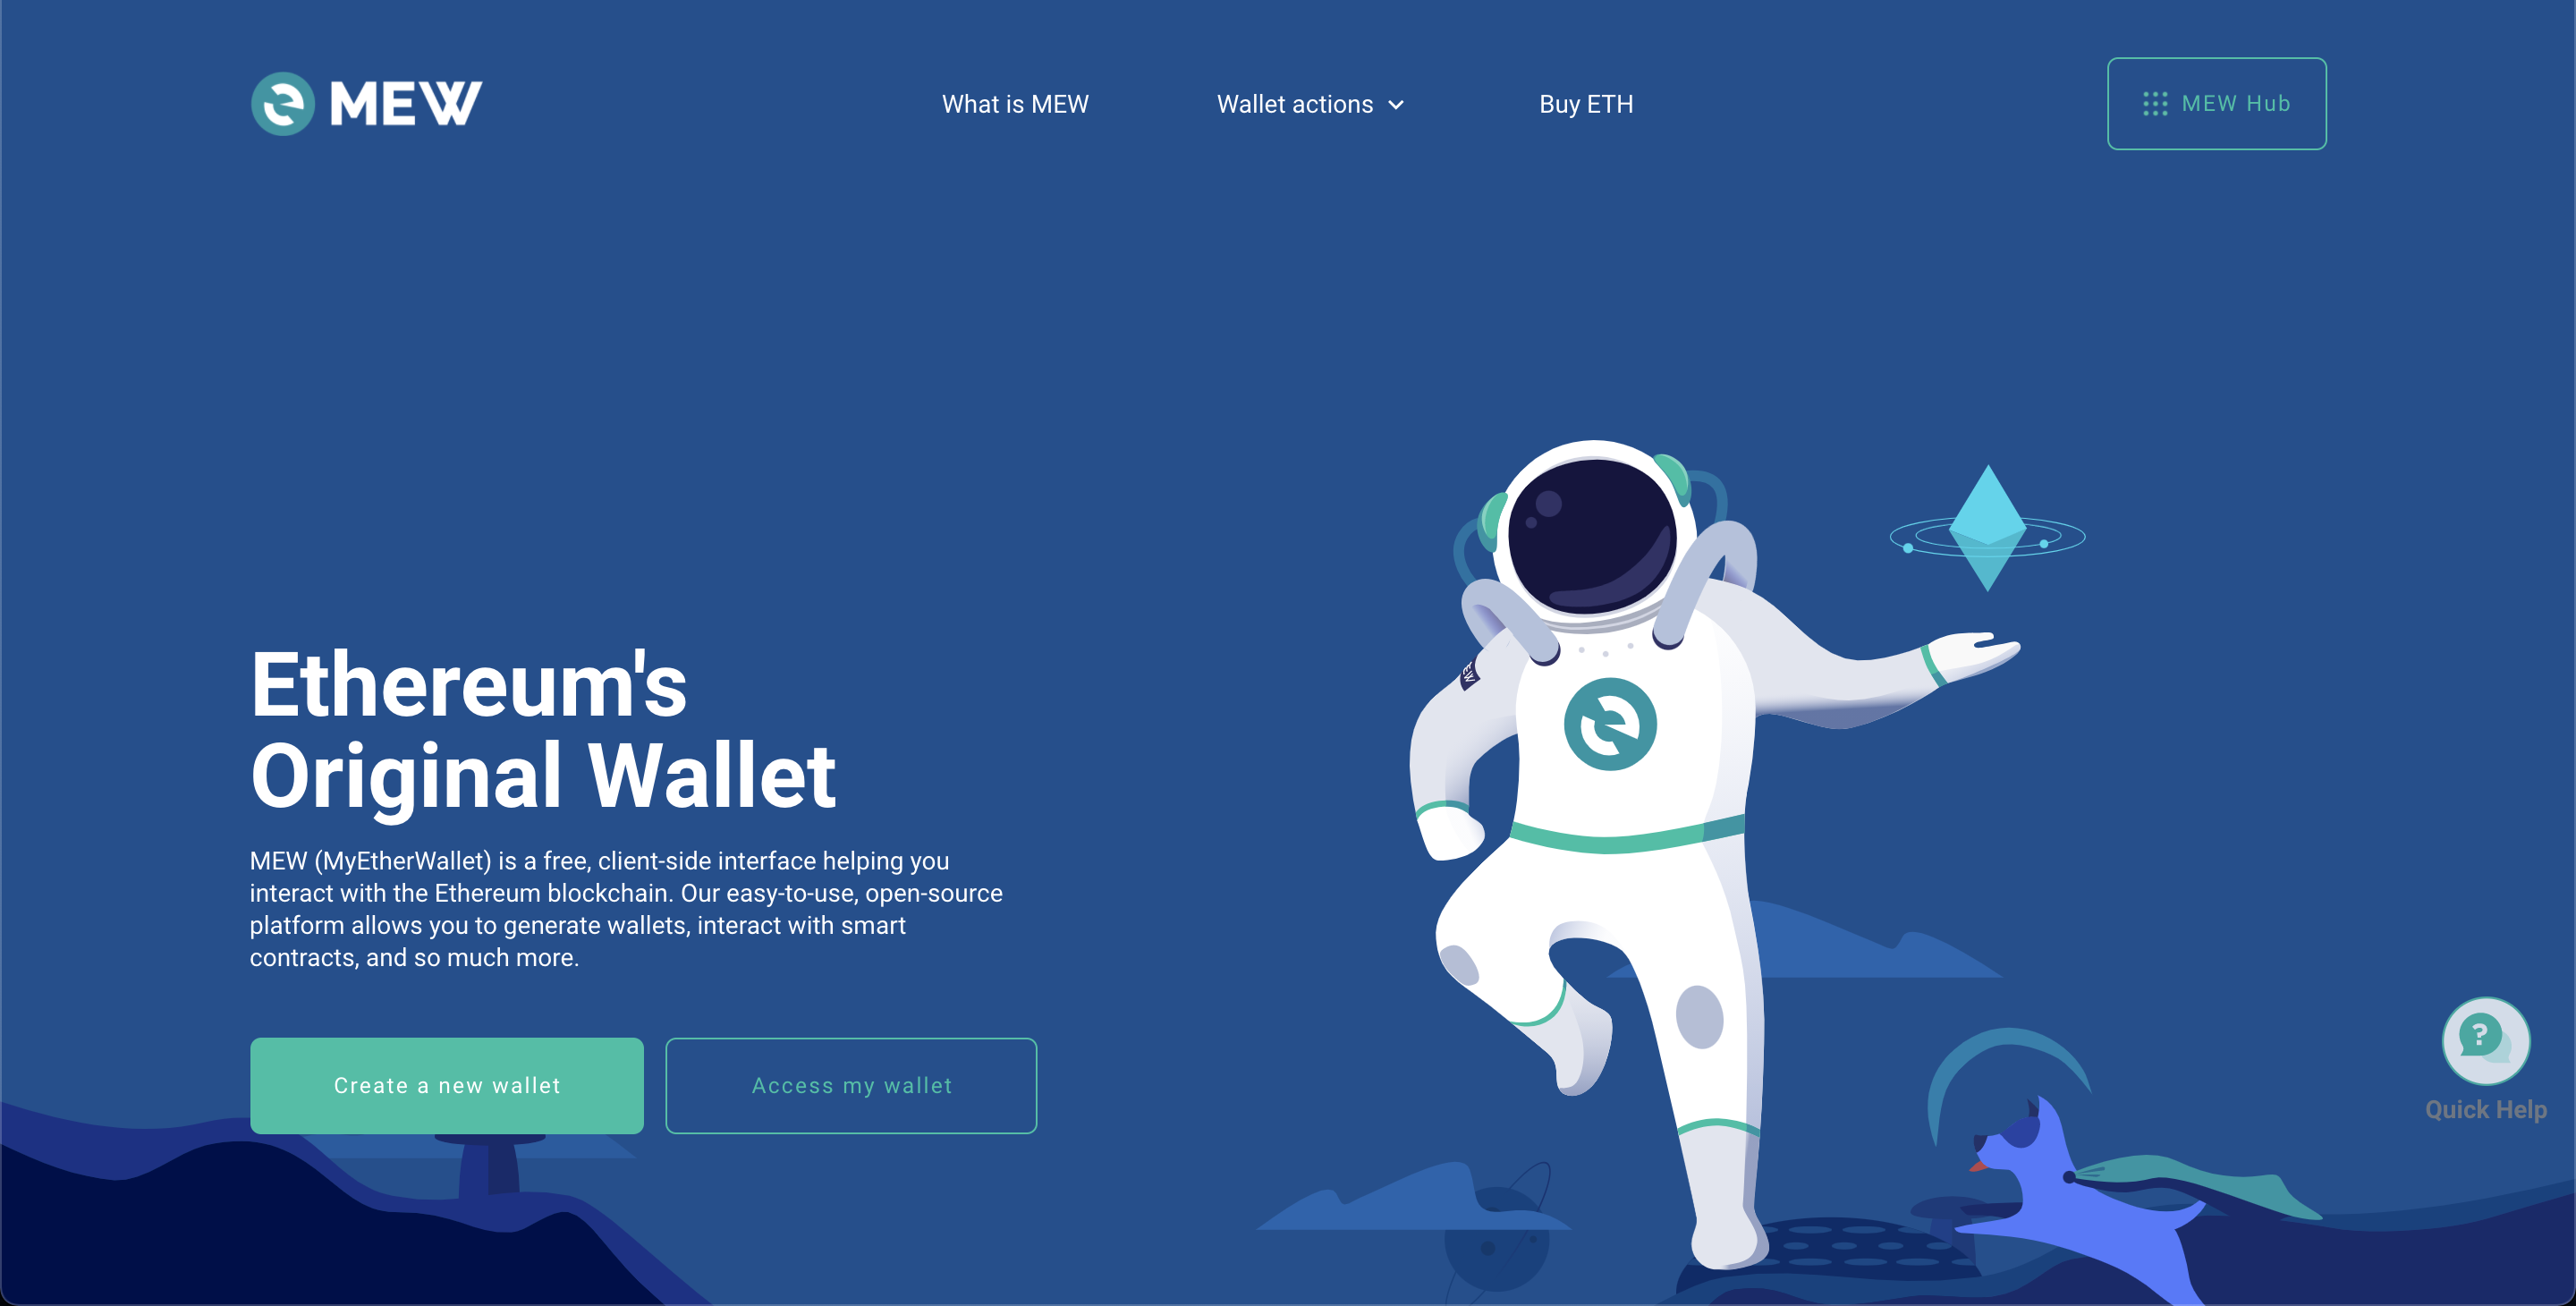 MEW
What is MEW
Wallet actions
Buy ETH
MEW Hub
Ethereum's
Original Wallet
MEW (MyEtherWallet) is a free, client-side interface helping you
interact with the Ethereum blockchain. Our easy-to-use, open-source
platform allows you to generate wallets, interact with smart
contracts, and so much more.
Create a new wallet
Access my wallet
?
Quick Help